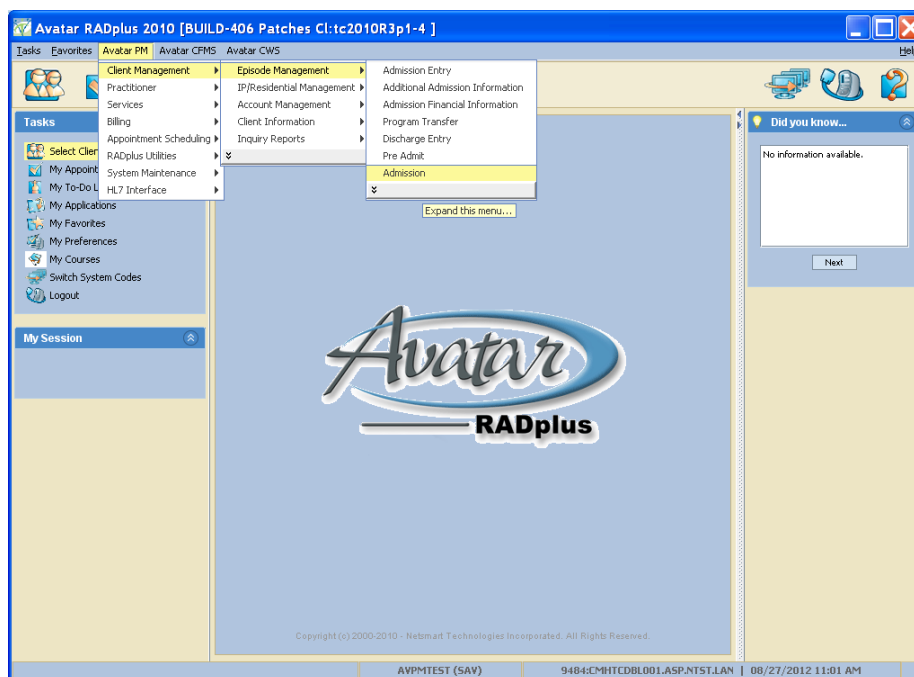 Avatar RADplus 2010 [BUILD-406 Patches Cl:tc2010R3p1-4 ]
Tasks Favorites Avatar PM Avatar CFMS Avatar CWS
Client Management
Practitioner
Services
Billing
Appointment Scheduling
RADplus Utilities
System Maintenance
HL7 Interface
Episode Management
IP/Residential Management
Account Management
Client Information
Inquiry Reports
Admission Entry
Additional Admission Information
Admission Financial Information
Program Transfer
Discharge Entry
Pre Admit
Admission
Expand this menu...
Tasks
Select Clien
My Appoint
My To-Do L
My Applications
My Favorites
My Preferences
My Courses
Switch System Codes
Logout
My Session
Avatar
RADplus
Copyright (c) 2000-2010 - Netsmart Technologies Incorporated. All Rights Reserved.
Did you know...
No information available.
Next
AVPMTEST (SAV) 9484:CMHTCDBL001.ASP.NTST.LAN | 08/27/2012 11:01 AM